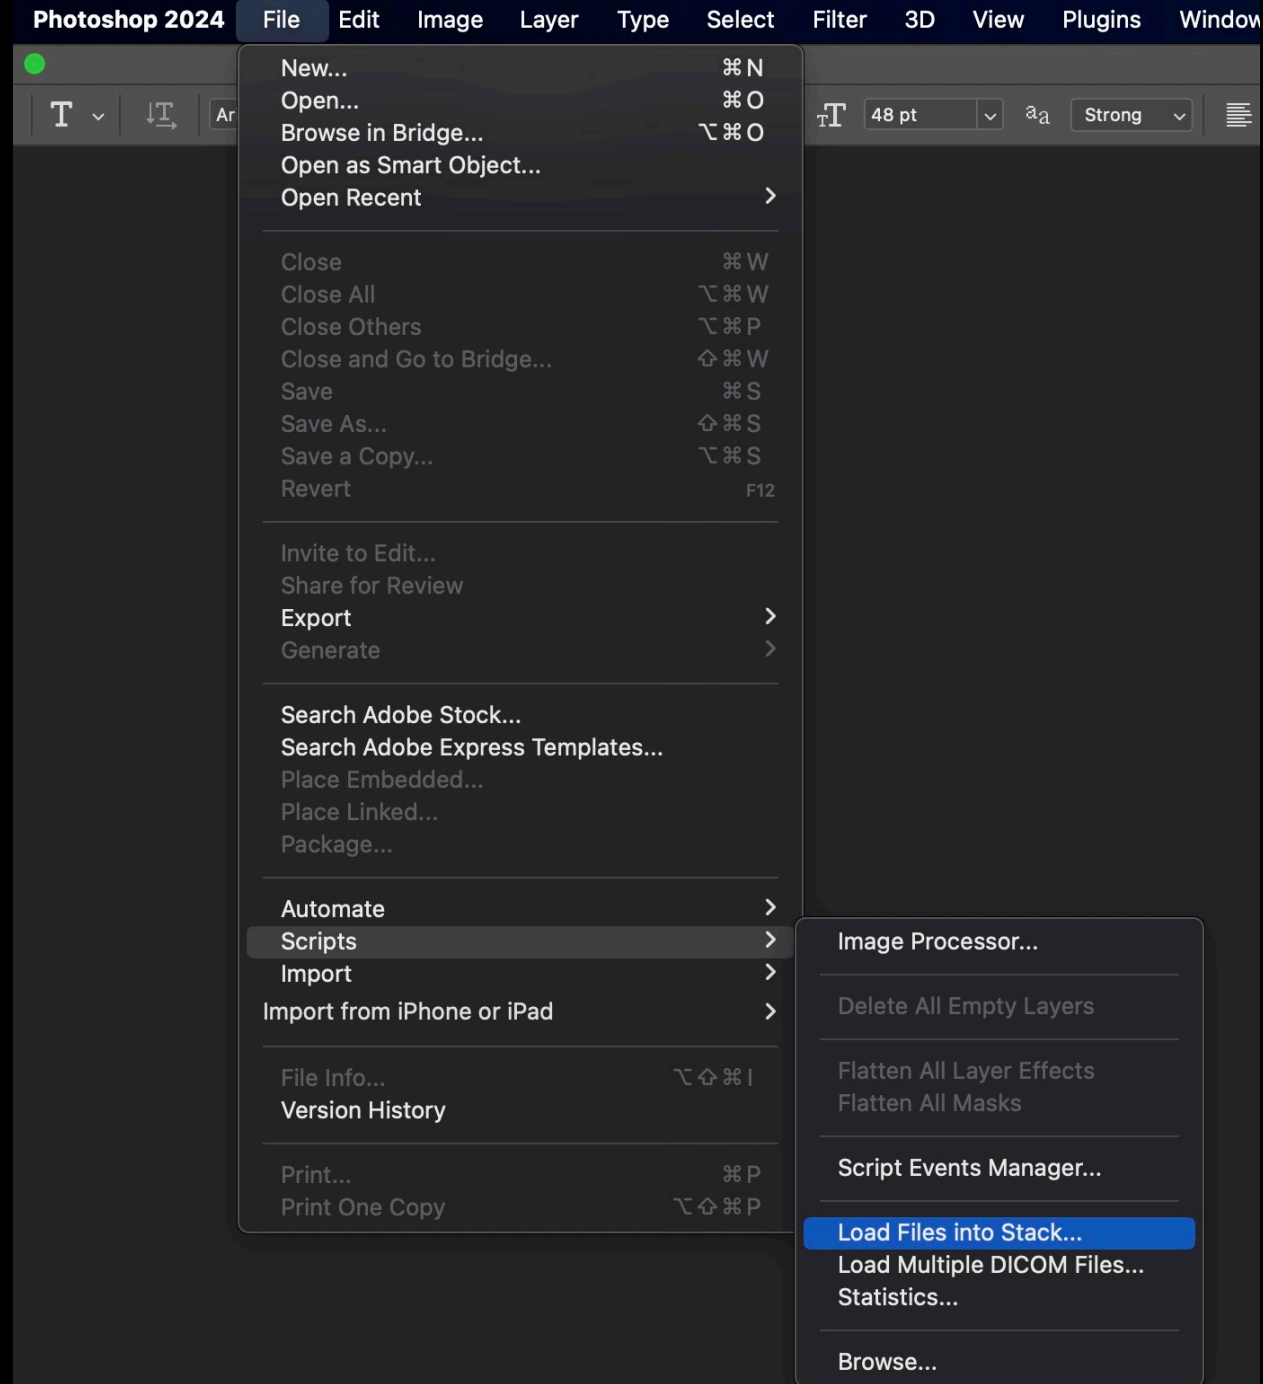 Photoshop 2024 File Edit Image Layer Type Select Filter 3D View Plugins Window
T T Ar TT 48 pt aa Strong
New... ⌘ N
Open... ⌘ O
Browse in Bridge... ⌥ ⌘ O
Open as Smart Object...
Open Recent
Close ⌘ W
Close All ⌥ ⌘ W
Close Others ⌥ ⌘ P
Close and Go to Bridge... ⇧ ⌘ W
Save ⌘ S
Save As... ⇧ ⌘ S
Save a Copy... ⌥ ⌘ S
Revert F12
Invite to Edit...
Share for Review
Export
Generate
Search Adobe Stock...
Search Adobe Express Templates...
Place Embedded...
Place Linked...
Package...
Automate
Scripts
Import
Import from iPhone or iPad
File Info... ⌥ ⇧ ⌘ I
Version History
Print... ⌘ P
Print One Copy ⌥ ⇧ ⌘ P
Image Processor...
Delete All Empty Layers
Flatten All Layer Effects
Flatten All Masks
Script Events Manager...
Load Files into Stack...
Load Multiple DICOM Files...
Statistics...
Browse...